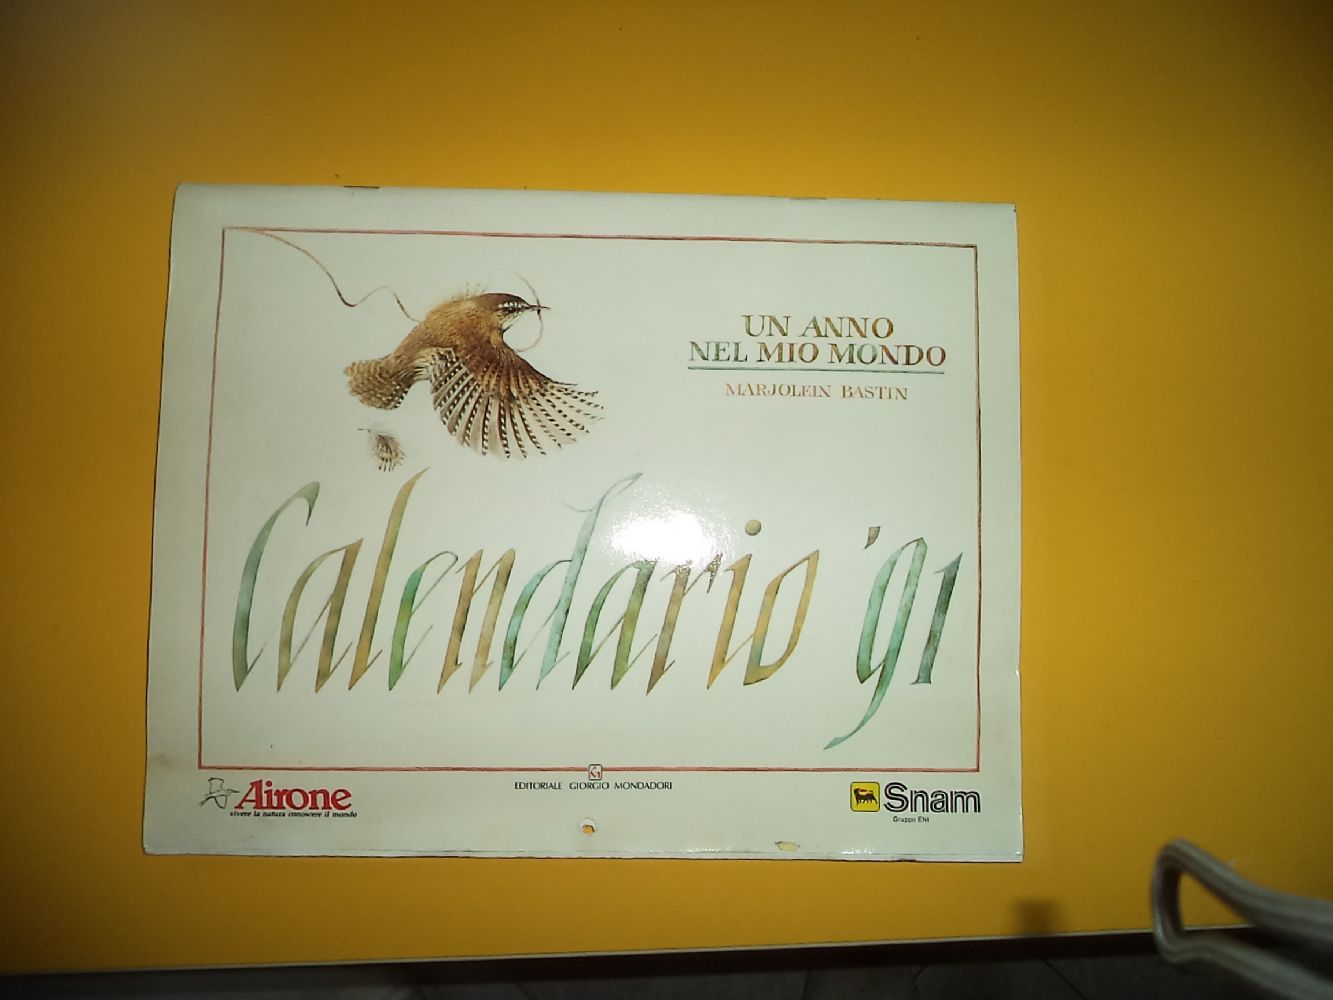 UN ANNO
NEL MIO MONDO
MARJOLEIN BASTIN
Calendario '91
Airone
vivere la natura conoscere il mondo
G
EDITORIALE GIORGIO MONDADORI
Snam
Gruppo ENI